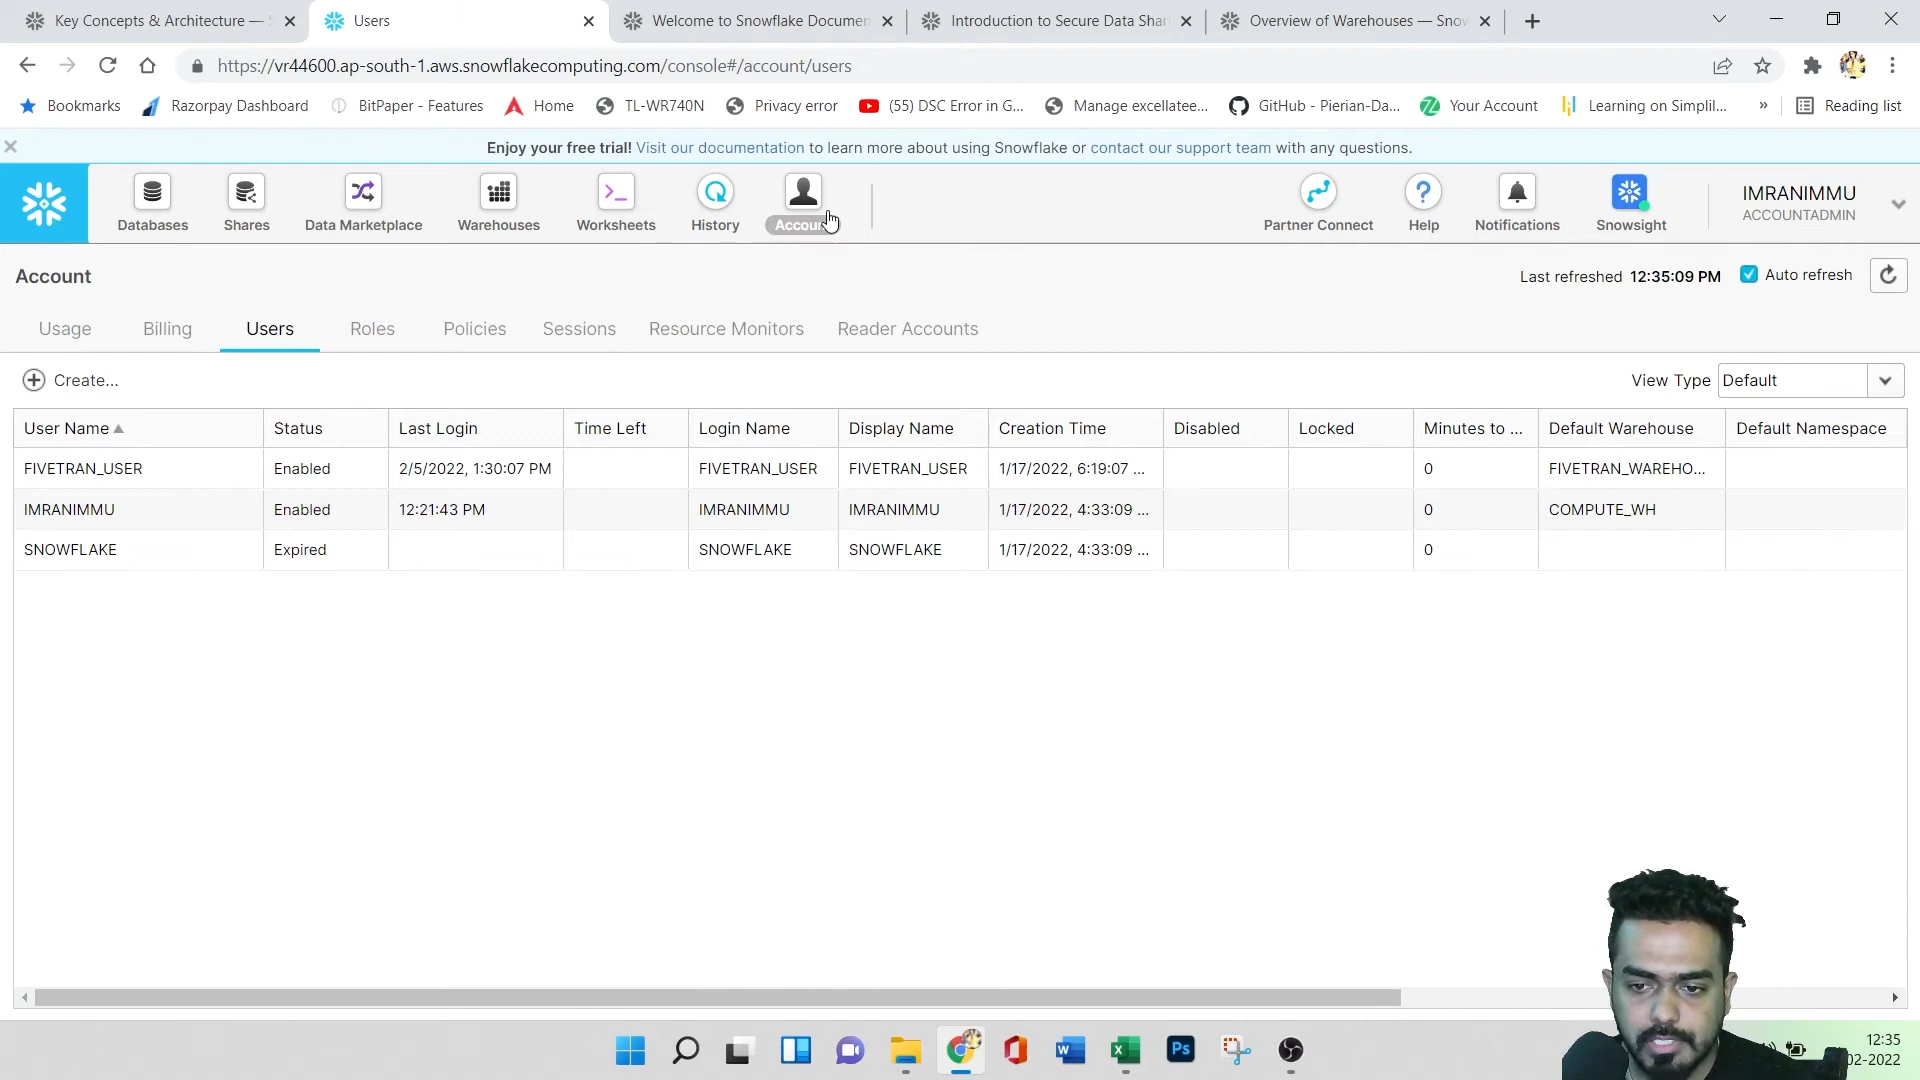 Key Concepts & Architecture — S
Users
Welcome to Snowflake Documen
Introduction to Secure Data Shar
Overview of Warehouses — Snow
https://vr44600.ap-south-1.aws.snowflakecomputing.com/console#/account/users
Bookmarks
Razorpay Dashboard
BitPaper - Features
Home
TL-WR740N
Privacy error
(55) DSC Error in G...
Manage excellatee...
GitHub - Pierian-Da...
Your Account
Learning on Simplil...
»
Reading list
Enjoy your free trial! Visit our documentation to learn more about using Snowflake or contact our support team with any questions.
Databases
Shares
Data Marketplace
Warehouses
Worksheets
History
Accoun
Partner Connect
Help
Notifications
Snowsight
IMRANIMMU
ACCOUNTADMIN
Account
Last refreshed 12:35:09 PM
Auto refresh
Usage
Billing
Users
Roles
Policies
Sessions
Resource Monitors
Reader Accounts
Create...
View Type Default
User Name Status Last Login Time Left Login Name Display Name Creation Time Disabled Locked Minutes to ... Default Warehouse Default Namespace
FIVETRAN_USER Enabled 2/5/2022, 1:30:07 PM FIVETRAN_USER FIVETRAN_USER 1/17/2022, 6:19:07 ... 0 FIVETRAN_WAREHO...
IMRANIMMU Enabled 12:21:43 PM IMRANIMMU IMRANIMMU 1/17/2022, 4:33:09 ... 0 COMPUTE_WH
SNOWFLAKE Expired SNOWFLAKE SNOWFLAKE 1/17/2022, 4:33:09 ... 0
W
X
Ps
12:35
02-2022